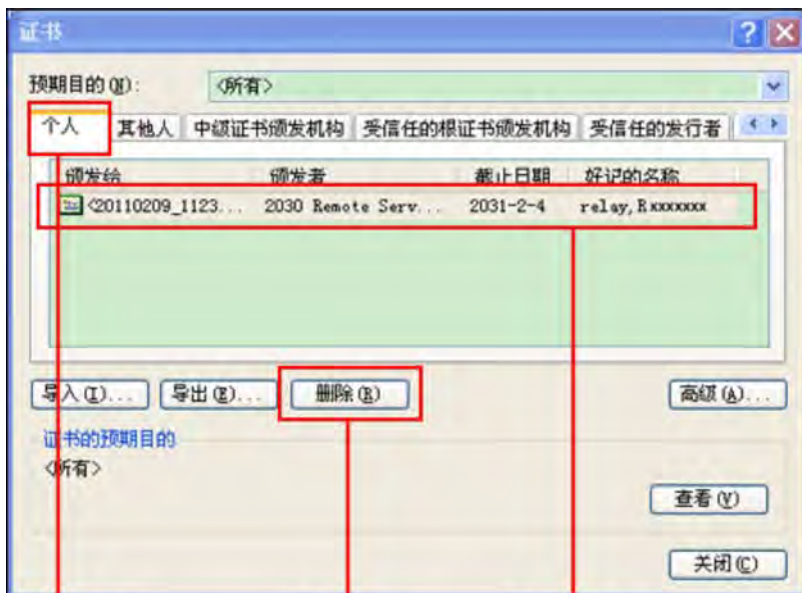 证书
预期目的(N): <所有>
个人 其他人 中级证书颁发机构 受信任的根证书颁发机构 受信任的发行者
颁发给 颁发者 截止日期 好记的名称
<20110209_1123... 2030 Remote Serv... 2031-2-4 relay,Rxxxxxxx
导入(I)... 导出(E)... 删除(R) 高级(A)...
证书的预期目的
<所有>
查看(V)
关闭(C)